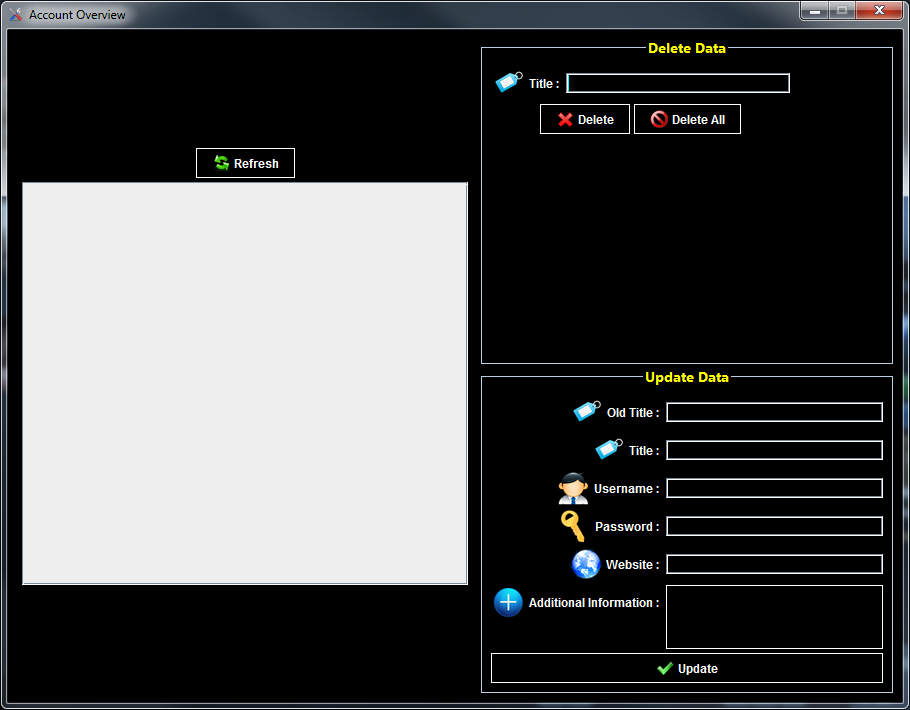 Account Overview
Refresh
Delete Data
Title :
Delete
Delete All
Update Data
Old Title :
Title :
Username :
Password :
Website :
Additional Information :
Update